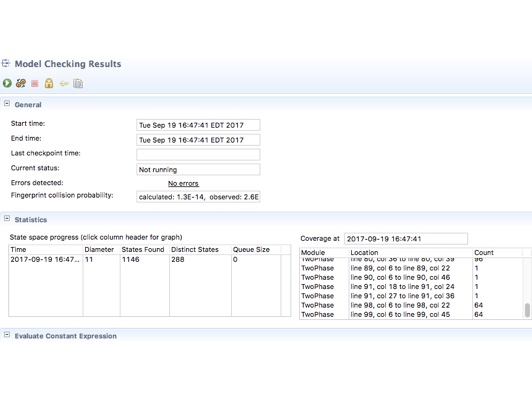 Model Checking Results
General
Start time: Tue Sep 19 16:47:41 EDT 2017
End time: Tue Sep 19 16:47:41 EDT 2017
Last checkpoint time:
Current status: Not running
Errors detected: No errors
Fingerprint collision probability: calculated: 1.3E-14, observed: 2.6E
Statistics
State space progress (click column header for graph)
Time Diameter States Found Distinct States Queue Size
2017-09-19 16:47... 11 1146 288 0
Coverage at 2017-09-19 16:47:41
Module Location Count
TwoPhase line 80, col 36 to line 80, col 39 96
TwoPhase line 89, col 6 to line 89, col 22 1
TwoPhase line 90, col 6 to line 90, col 46 1
TwoPhase line 91, col 18 to line 91, col 24 1
TwoPhase line 91, col 27 to line 91, col 36 1
TwoPhase line 98, col 6 to line 98, col 22 64
TwoPhase line 99, col 6 to line 99, col 45 64
Evaluate Constant Expression